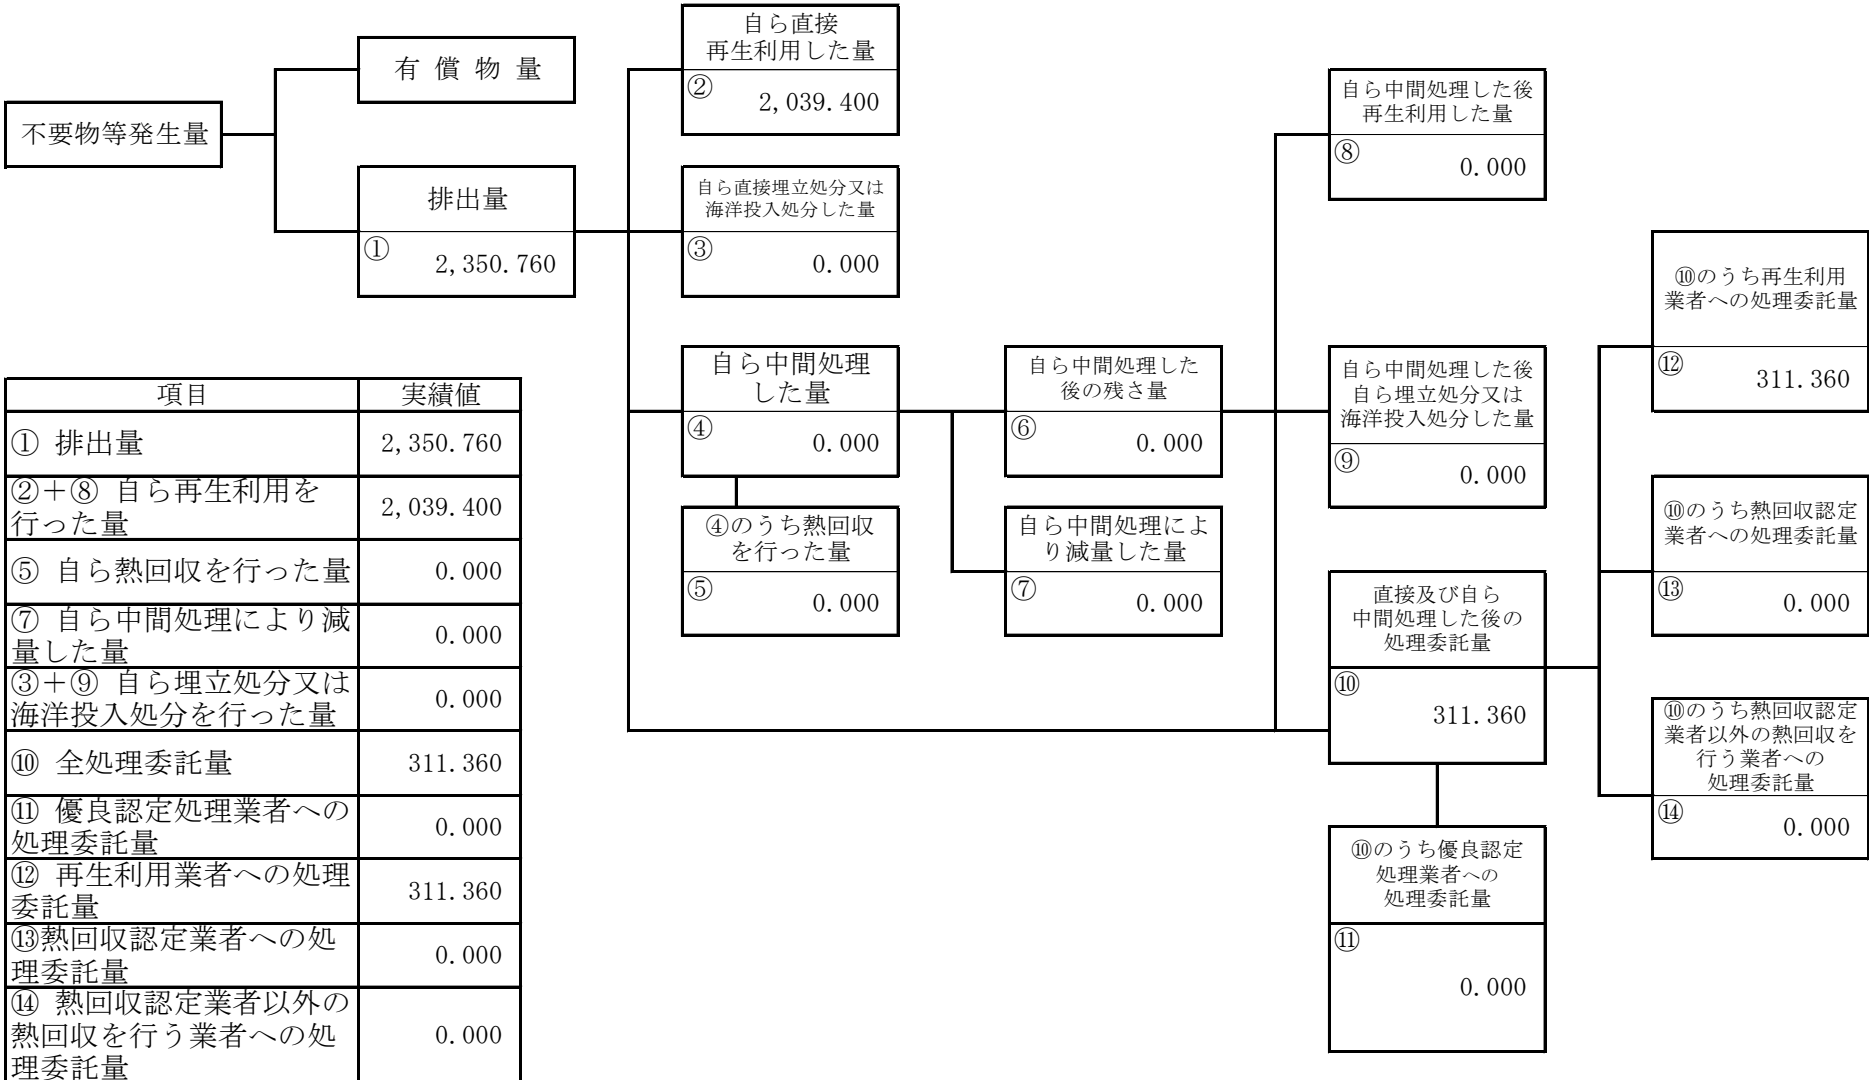 不要物等発生量
有 償 物 量
排出量
① 2,350.760
自ら直接
再生利用した量
② 2,039.400
自ら直接埋立処分又は
海洋投入処分した量
③ 0.000
自ら中間処理
した量
④ 0.000
④のうち熱回収
を行った量
⑤ 0.000
自ら中間処理した
後の残さ量
⑥ 0.000
自ら中間処理によ
り減量した量
⑦ 0.000
自ら中間処理した後
再生利用した量
⑧ 0.000
自ら中間処理した後
自ら埋立処分又は
海洋投入処分した量
⑨ 0.000
直接及び自ら
中間処理した後の
処理委託量
⑩ 311.360
⑩のうち優良認定
処理業者への
処理委託量
⑪ 0.000
⑩のうち再生利用
業者への処理委託量
⑫ 311.360
⑩のうち熱回収認定
業者への処理委託量
⑬ 0.000
⑩のうち熱回収認定
業者以外の熱回収を
行う業者への
処理委託量
⑭ 0.000
項目 実績値
① 排出量 2,350.760
②＋⑧ 自ら再生利用を
行った量 2,039.400
⑤ 自ら熱回収を行った量 0.000
⑦ 自ら中間処理により減
量した量 0.000
③＋⑨ 自ら埋立処分又は
海洋投入処分を行った量 0.000
⑩ 全処理委託量 311.360
⑪ 優良認定処理業者への
処理委託量 0.000
⑫ 再生利用業者への処理
委託量 311.360
⑬熱回収認定業者への処
理委託量 0.000
⑭ 熱回収認定業者以外の
熱回収を行う業者への処
理委託量 0.000